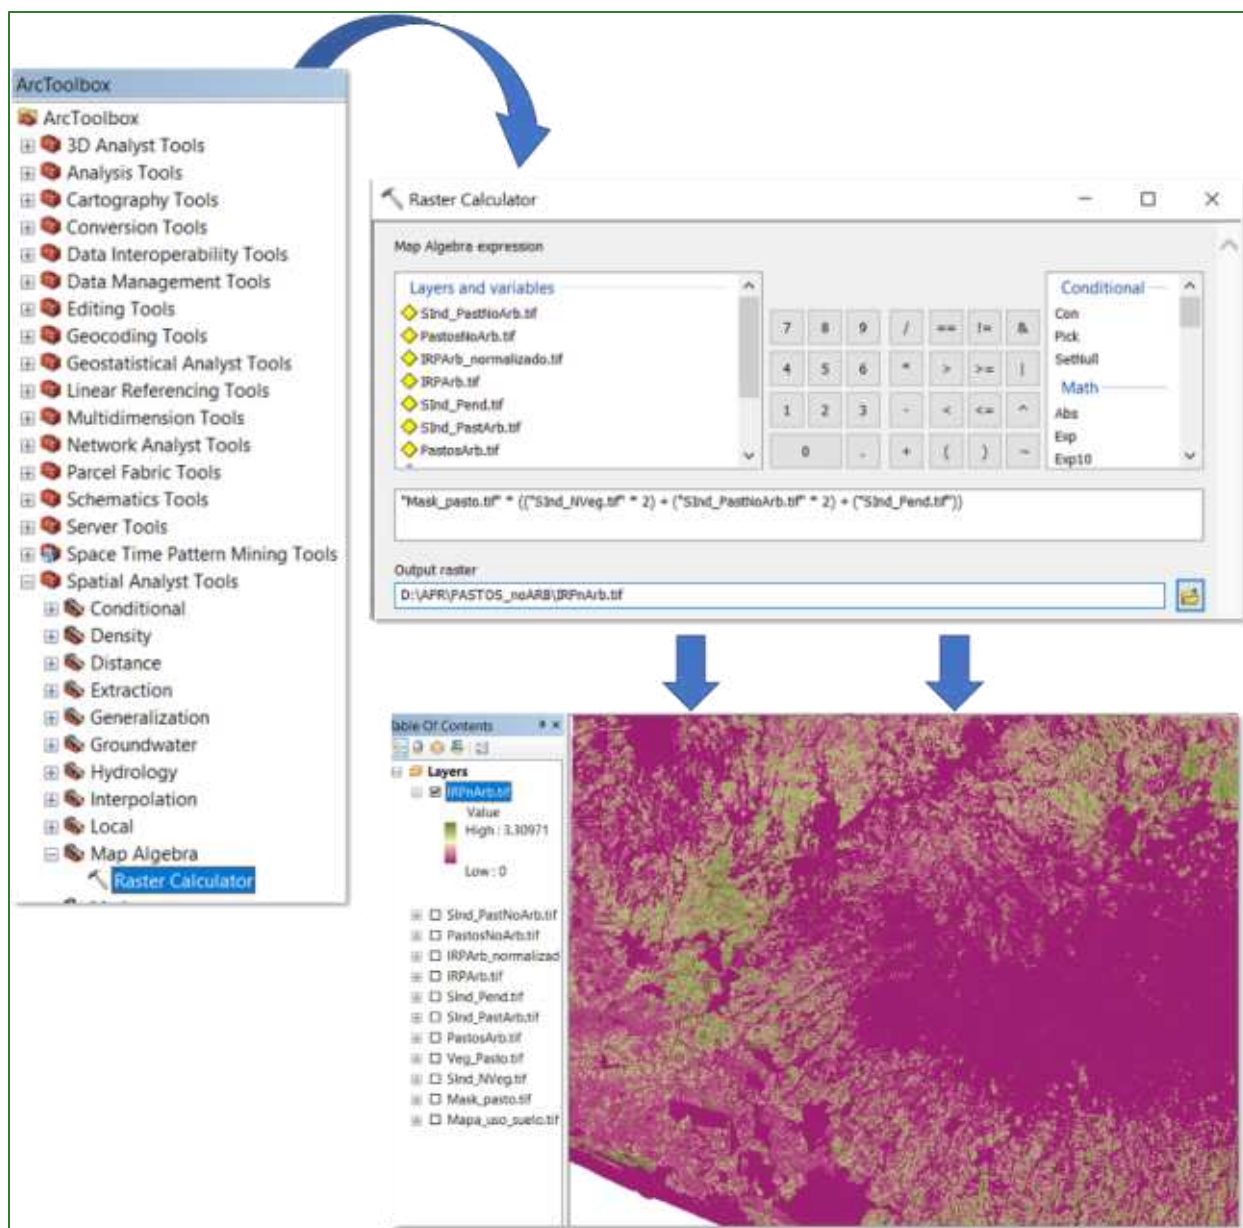 ArcToolbox
ArcToolbox
3D Analyst Tools
Analysis Tools
Cartography Tools
Conversion Tools
Data Interoperability Tools
Data Management Tools
Editing Tools
Geocoding Tools
Geostatistical Analyst Tools
Linear Referencing Tools
Multidimension Tools
Network Analyst Tools
Parcel Fabric Tools
Schematics Tools
Server Tools
Space Time Pattern Mining Tools
Spatial Analyst Tools
Conditional
Density
Distance
Extraction
Generalization
Groundwater
Hydrology
Interpolation
Local
Map Algebra
Raster Calculator
Raster Calculator
Map Algebra expression
Layers and variables
SInd_PastNoArb.tif
PastosNoArb.tif
IRPArb_normalizado.tif
IRPArb.tif
SInd_Pend.tif
SInd_PastArb.tif
PastosArb.tif
7 8 9 / == != &
4 5 6 * > >= |
1 2 3 - < <= ^
0 . + ( ) ~
Conditional
Con
Pick
SetNull
Math
Abs
Exp
Exp10
"Mask_pasto.tif" * (("SInd_NVeg.tif" * 2) + ("SInd_PastNoArb.tif" * 2) + ("SInd_Pend.tif"))
Output raster
D:\APR\PASTOS_noARB\IRPnArb.tif
Table Of Contents
Layers
IRPnArb.tif
Value
High : 3.30971
Low : 0
SInd_PastNoArb.tif
PastosNoArb.tif
IRPArb_normalizad
IRPArb.tif
SInd_Pend.tif
SInd_PastArb.tif
PastosArb.tif
Veg_Pasto.tif
SInd_NVeg.tif
Mask_pasto.tif
Mapa_uso_suelo.tif